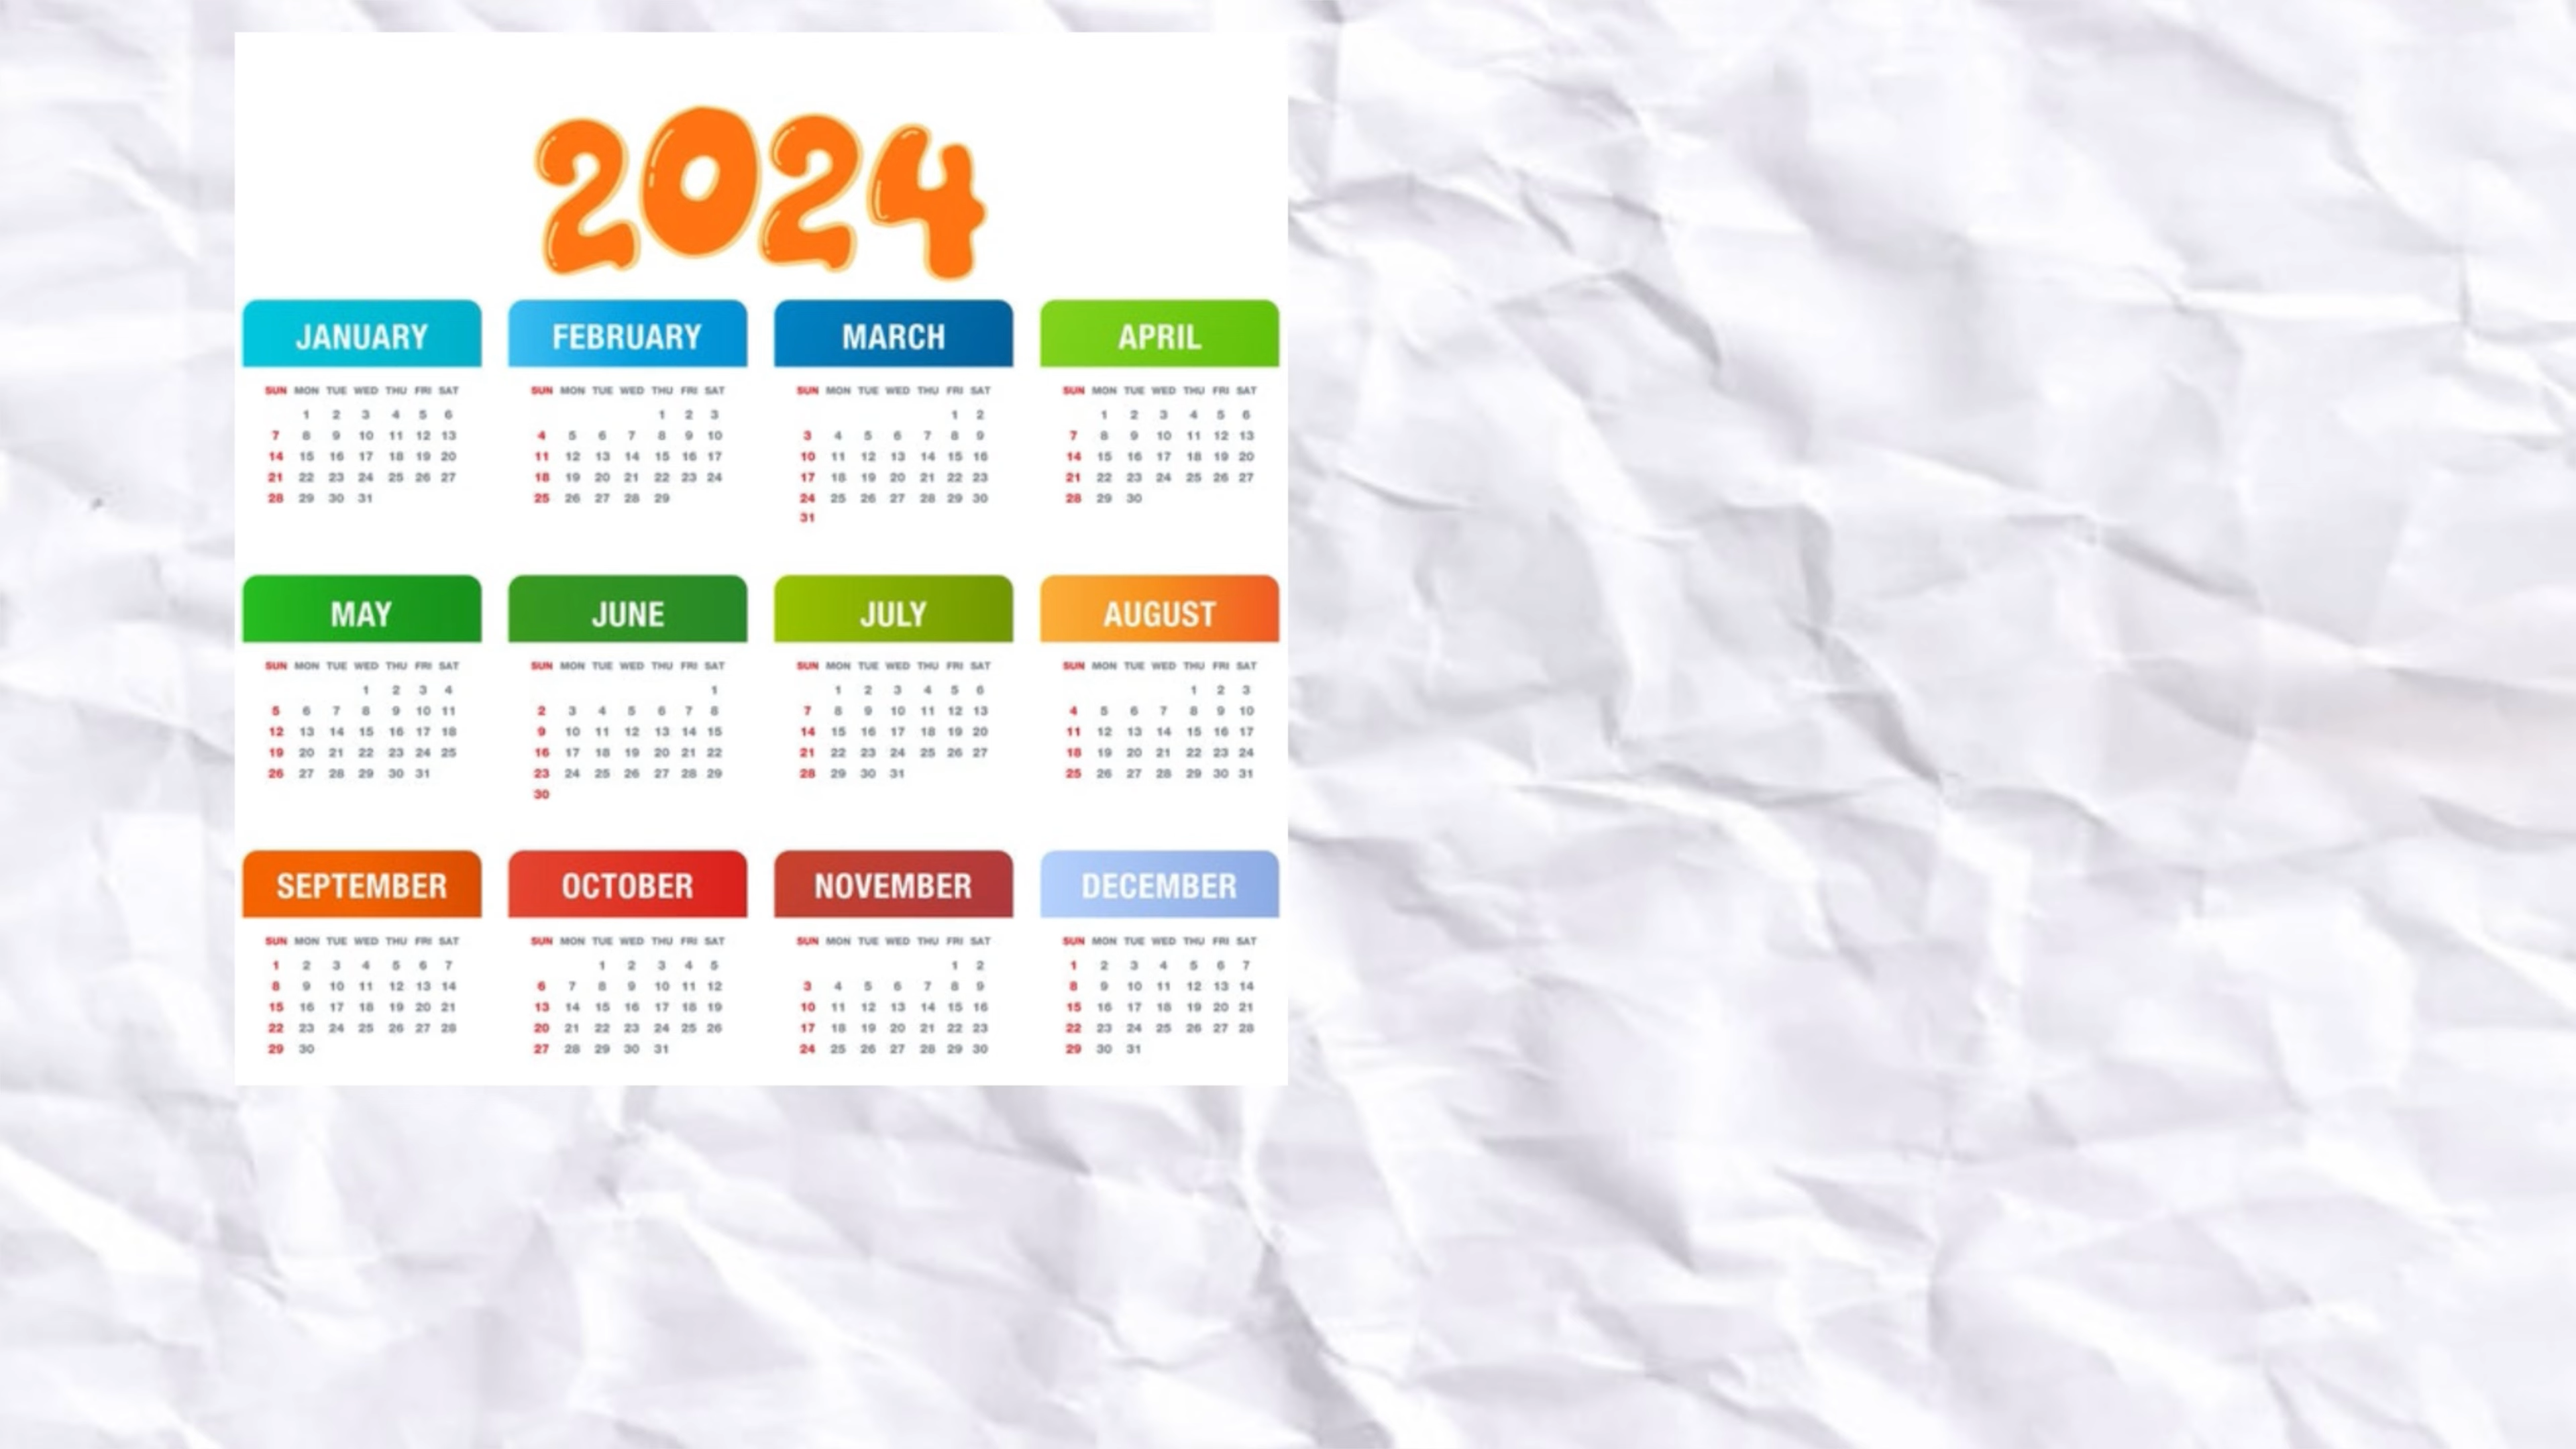 2024
JANUARY FEBRUARY MARCH APRIL
SUN MON TUE WED THU FRI SAT SUN MON TUE WED THU FRI SAT SUN MON TUE WED THU FRI SAT SUN MON TUE WED THU FRI SAT
1 2 3 4 5 6 1 2 3 1 2 1 2 3 4 5 6
7 8 9 10 11 12 13 4 5 6 7 8 9 10 3 4 5 6 7 8 9 7 8 9 10 11 12 13
14 15 16 17 18 19 20 11 12 13 14 15 16 17 10 11 12 13 14 15 16 14 15 16 17 18 19 20
21 22 23 24 25 26 27 18 19 20 21 22 23 24 17 18 19 20 21 22 23 21 22 23 24 25 26 27
28 29 30 31 25 26 27 28 29 24 25 26 27 28 29 30 28 29 30
31
MAY JUNE JULY AUGUST
SUN MON TUE WED THU FRI SAT SUN MON TUE WED THU FRI SAT SUN MON TUE WED THU FRI SAT SUN MON TUE WED THU FRI SAT
1 2 3 4 1 1 2 3 4 5 6 1 2 3
5 6 7 8 9 10 11 2 3 4 5 6 7 8 7 8 9 10 11 12 13 4 5 6 7 8 9 10
12 13 14 15 16 17 18 9 10 11 12 13 14 15 14 15 16 17 18 19 20 11 12 13 14 15 16 17
19 20 21 22 23 24 25 16 17 18 19 20 21 22 21 22 23 24 25 26 27 18 19 20 21 22 23 24
26 27 28 29 30 31 23 24 25 26 27 28 29 28 29 30 31 25 26 27 28 29 30 31
30
SEPTEMBER OCTOBER NOVEMBER DECEMBER
SUN MON TUE WED THU FRI SAT SUN MON TUE WED THU FRI SAT SUN MON TUE WED THU FRI SAT SUN MON TUE WED THU FRI SAT
1 2 3 4 5 6 7 1 2 3 4 5 1 2 1 2 3 4 5 6 7
8 9 10 11 12 13 14 6 7 8 9 10 11 12 3 4 5 6 7 8 9 8 9 10 11 12 13 14
15 16 17 18 19 20 21 13 14 15 16 17 18 19 10 11 12 13 14 15 16 15 16 17 18 19 20 21
22 23 24 25 26 27 28 20 21 22 23 24 25 26 17 18 19 20 21 22 23 22 23 24 25 26 27 28
29 30 27 28 29 30 31 24 25 26 27 28 29 30 29 30 31